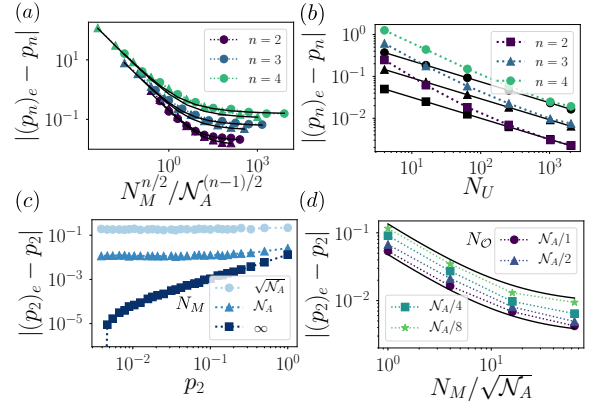 (a)
|(p_n)_e − p_n|
10^1
10^{-1}
n = 2
n = 3
n = 4
10^0
10^3
N_M^{n/2}/𝒩_A^{(n−1)/2}
(b)
|(p_n)_e − p_n|
10^0
10^{-1}
10^{-2}
n = 2
n = 3
n = 4
10^1
10^2
10^3
N_U
(c)
|(p_2)_e − p_2|
10^{-1}
10^{-3}
10^{-5}
N_M
√𝒩_A
𝒩_A
∞
10^{-2}
10^{-1}
10^0
p_2
(d)
|(p_2)_e − p_2|
10^{-1}
10^{-2}
N_𝒪
𝒩_A/1
𝒩_A/2
𝒩_A/4
𝒩_A/8
10^0
10^1
N_M/√𝒩_A